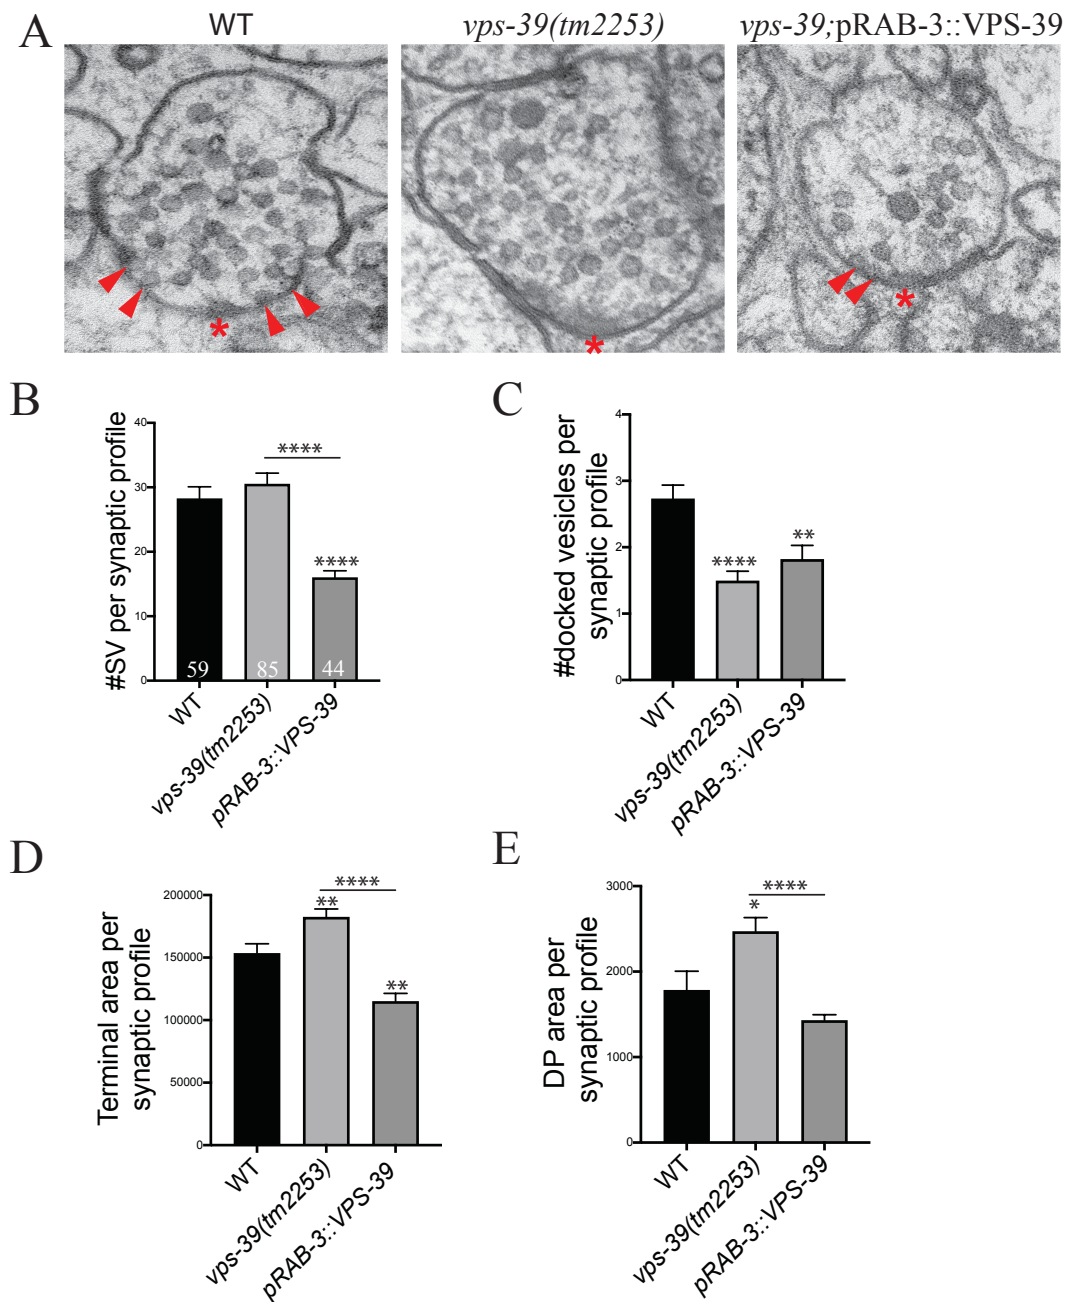 A
WT
vps-39(tm2253)
vps-39;pRAB-3::VPS-39
*
*
*
B
#SV per synaptic profile
40
30
20
10
0
****
****
59
85
44
WT
vps-39(tm2253)
pRAB-3::VPS-39
C
#docked vesicles per
synaptic profile
4
3
2
1
0
****
**
WT
vps-39(tm2253)
pRAB-3::VPS-39
D
Terminal area per
synaptic profile
200000
150000
100000
50000
0
****
**
**
WT
vps-39(tm2253)
pRAB-3::VPS-39
E
DP area per
synaptic profile
3000
2000
1000
0
****
*
WT
vps-39(tm2253)
pRAB-3::VPS-39